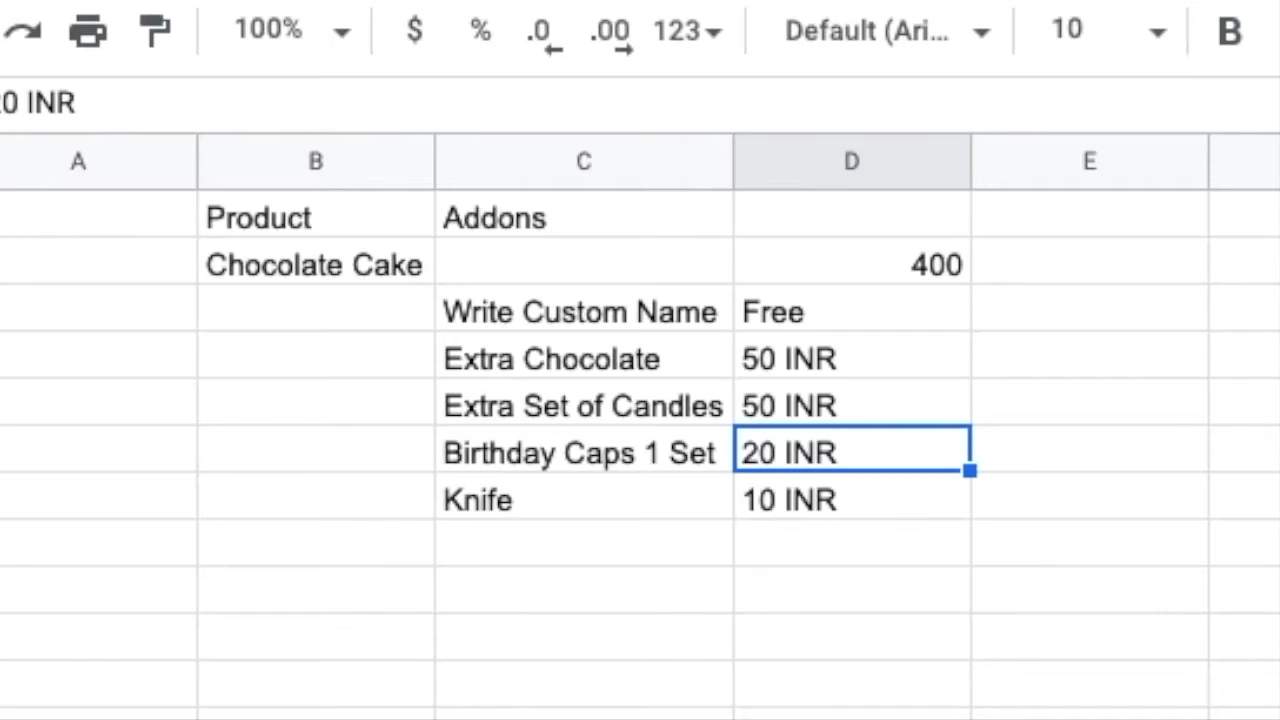 100% $ % .0 .00 123 Default (Ari... 10 B
0 INR
A B C D E
Product Addons
Chocolate Cake 400
Write Custom Name Free
Extra Chocolate 50 INR
Extra Set of Candles 50 INR
Birthday Caps 1 Set 20 INR
Knife 10 INR